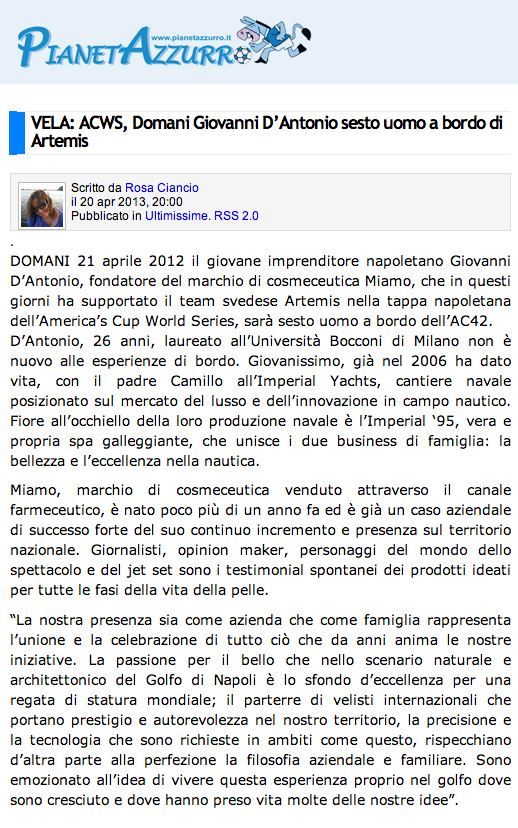 www.pianetazzurro.it
PIANETAZZURRO
VELA: ACWS, Domani Giovanni D’Antonio sesto uomo a bordo di
Artemis
Scritto da Rosa Ciancio
il 20 apr 2013, 20:00
Pubblicato in Ultimissime. RSS 2.0
.
DOMANI 21 aprile 2012 il giovane imprenditore napoletano Giovanni
D’Antonio, fondatore del marchio di cosmeceutica Miamo, che in questi
giorni ha supportato il team svedese Artemis nella tappa napoletana
dell’America’s Cup World Series, sarà sesto uomo a bordo dell’AC42.
D’Antonio, 26 anni, laureato all’Università Bocconi di Milano non è
nuovo alle esperienze di bordo. Giovanissimo, già nel 2006 ha dato
vita, con il padre Camillo all’Imperial Yachts, cantiere navale
posizionato sul mercato del lusso e dell’innovazione in campo nautico.
Fiore all’occhiello della loro produzione navale è l’Imperial ‘95, vera e
propria spa galleggiante, che unisce i due business di famiglia: la
bellezza e l’eccellenza nella nautica.
Miamo, marchio di cosmeceutica venduto attraverso il canale
farmeceutico, è nato poco più di un anno fa ed è già un caso aziendale
di successo forte del suo continuo incremento e presenza sul territorio
nazionale. Giornalisti, opinion maker, personaggi del mondo dello
spettacolo e del jet set sono i testimonial spontanei dei prodotti ideati
per tutte le fasi della vita della pelle.
“La nostra presenza sia come azienda che come famiglia rappresenta
l’unione e la celebrazione di tutto ciò che da anni anima le nostre
iniziative. La passione per il bello che nello scenario naturale e
architettonico del Golfo di Napoli è lo sfondo d’eccellenza per una
regata di statura mondiale; il parterre di velisti internazionali che
portano prestigio e autorevolezza nel nostro territorio, la precisione e
la tecnologia che sono richieste in ambiti come questo, rispecchiano
d’altra parte alla perfezione la filosofia aziendale e familiare. Sono
emozionato all’idea di vivere questa esperienza proprio nel golfo dove
sono cresciuto e dove hanno preso vita molte delle nostre idee”.